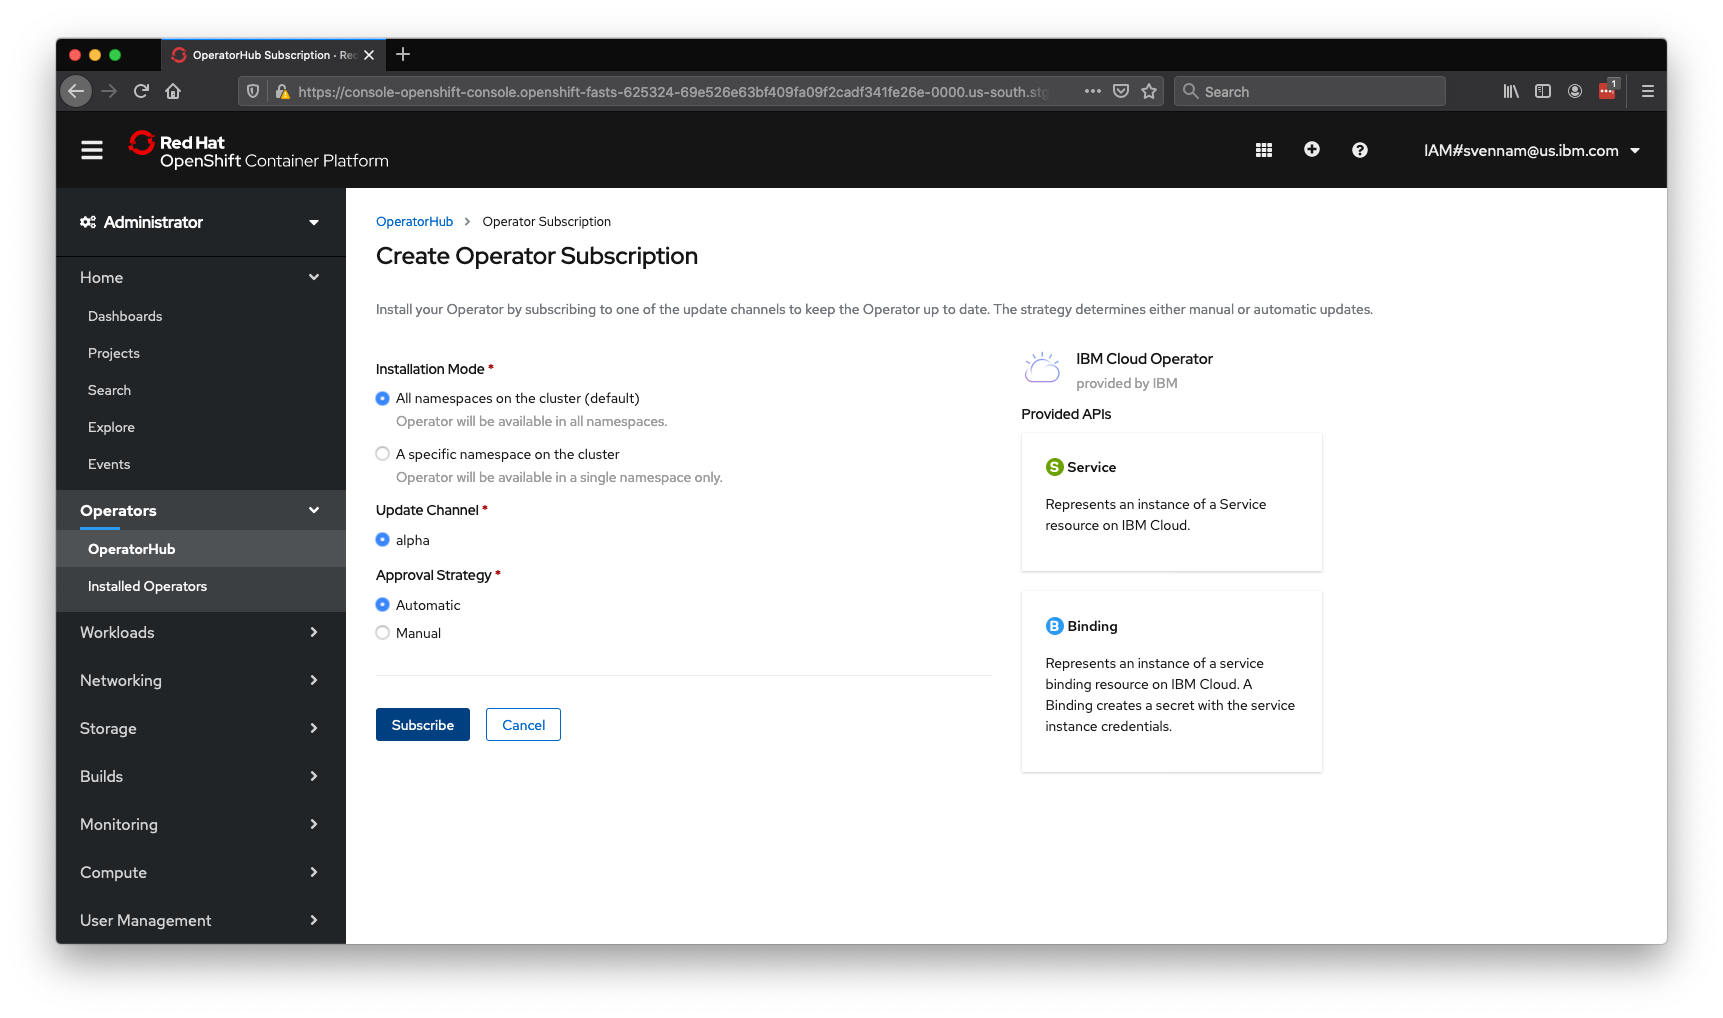 OperatorHub Subscription · Red
https://console-openshift-console.openshift-fasts-625324-69e526e63bf409fa09f2cadf341fe26e-0000.us-south.stg
Search
1
Red Hat
OpenShift Container Platform
IAM#svennam@us.ibm.com
Administrator
Home
Dashboards
Projects
Search
Explore
Events
Operators
OperatorHub
Installed Operators
Workloads
Networking
Storage
Builds
Monitoring
Compute
User Management
OperatorHub > Operator Subscription
Create Operator Subscription
Install your Operator by subscribing to one of the update channels to keep the Operator up to date. The strategy determines either manual or automatic updates.
Installation Mode *
All namespaces on the cluster (default)
Operator will be available in all namespaces.
A specific namespace on the cluster
Operator will be available in a single namespace only.
Update Channel *
alpha
Approval Strategy *
Automatic
Manual
Subscribe
Cancel
IBM Cloud Operator
provided by IBM
Provided APIs
S Service
Represents an instance of a Service
resource on IBM Cloud.
B Binding
Represents an instance of a service
binding resource on IBM Cloud. A
Binding creates a secret with the service
instance credentials.